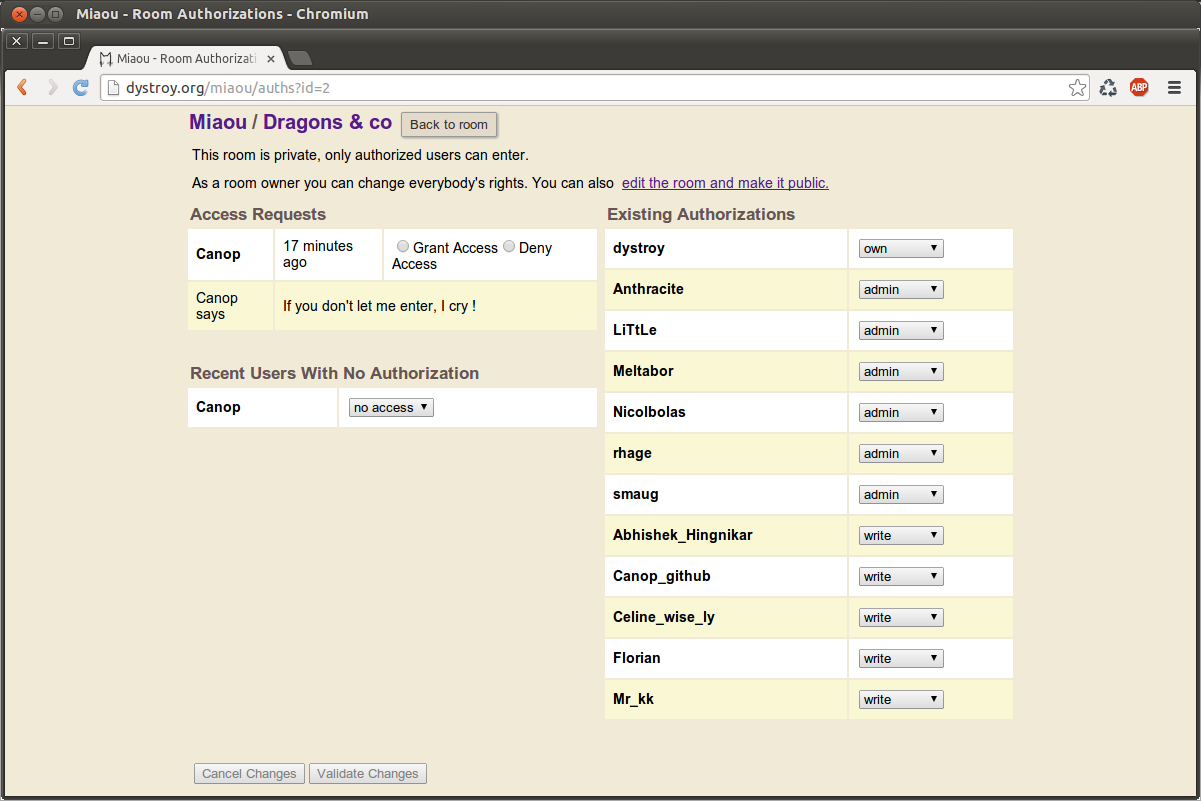 Miaou - Room Authorizations - Chromium
Miaou - Room Authorizati
dystroy.org/miaou/auths?id=2
ABP
Miaou / Dragons & co Back to room
This room is private, only authorized users can enter.
As a room owner you can change everybody's rights. You can also edit the room and make it public.
Access Requests
Canop
17 minutes
ago
Grant Access Deny
Access
Canop
says
If you don't let me enter, I cry !
Recent Users With No Authorization
Canop no access
Existing Authorizations
dystroy own
Anthracite admin
LiTtLe admin
Meltabor admin
Nicolbolas admin
rhage admin
smaug admin
Abhishek_Hingnikar write
Canop_github write
Celine_wise_ly write
Florian write
Mr_kk write
Cancel Changes Validate Changes